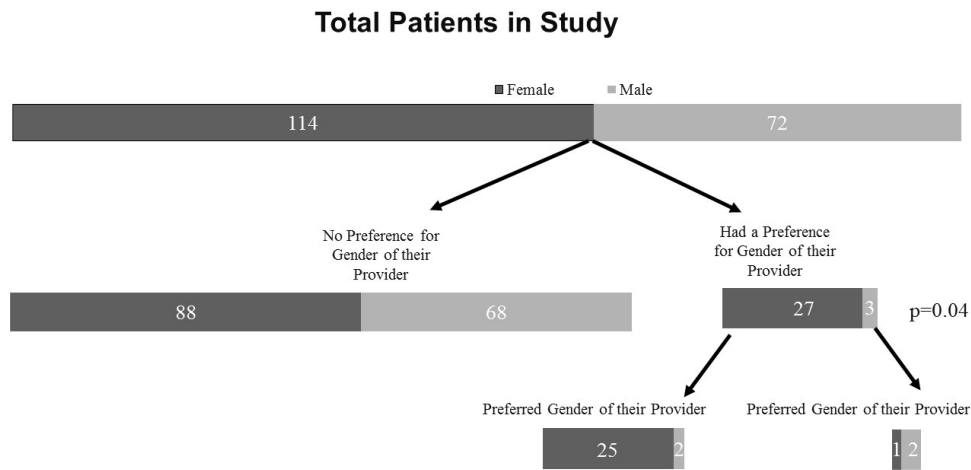 Total Patients in Study
Female Male
114 72
No Preference for
Gender of their
Provider
Had a Preference
for Gender of their
Provider
88 68
27 3 p=0.04
Preferred Gender of their Provider Preferred Gender of their Provider
25 2 1 2